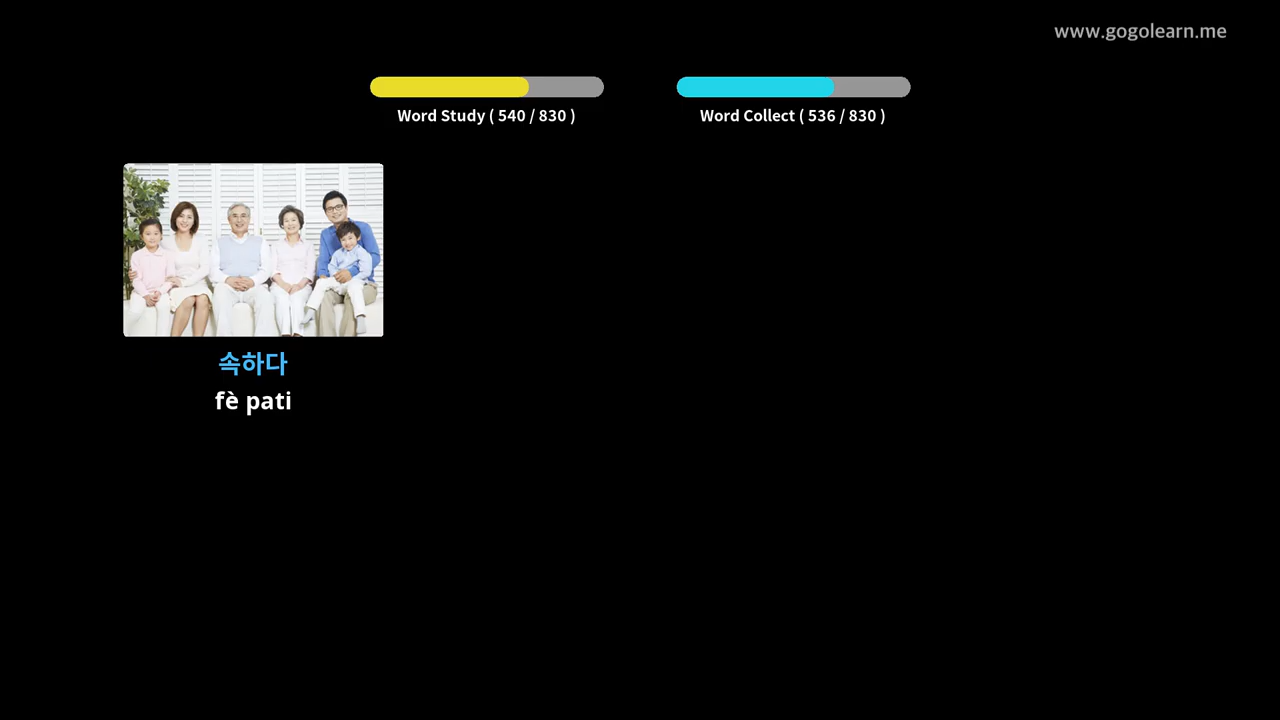 www.gogolearn.me
Word Study ( 540 / 830 )
Word Collect ( 536 / 830 )
속하다
fè pati